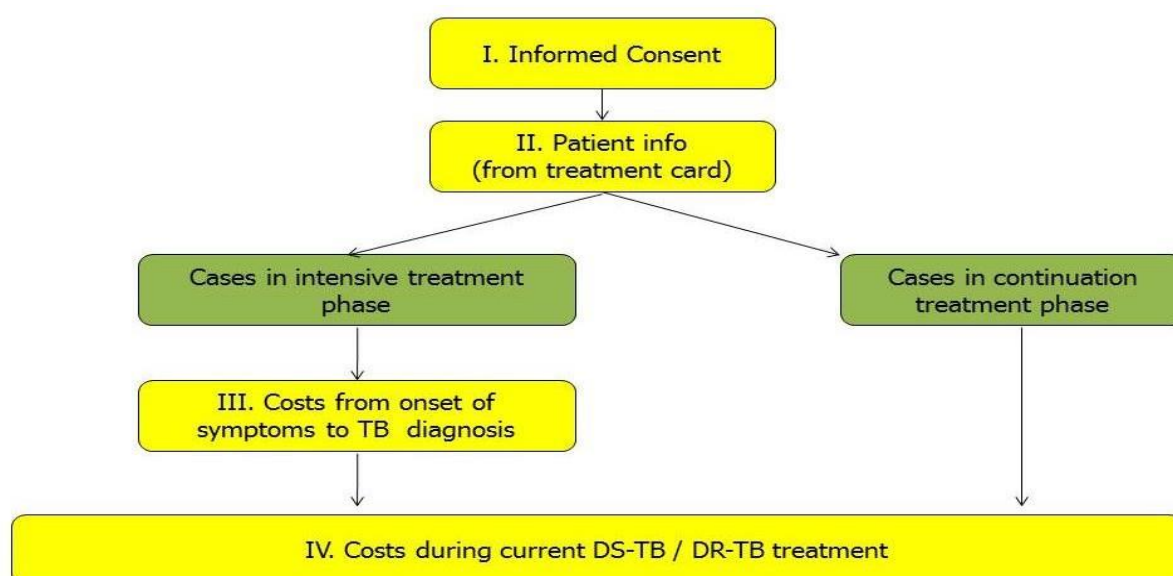 I. Informed Consent
II. Patient info
(from treatment card)
Cases in intensive treatment
phase
Cases in continuation
treatment phase
III. Costs from onset of
symptoms to TB diagnosis
IV. Costs during current DS-TB / DR-TB treatment